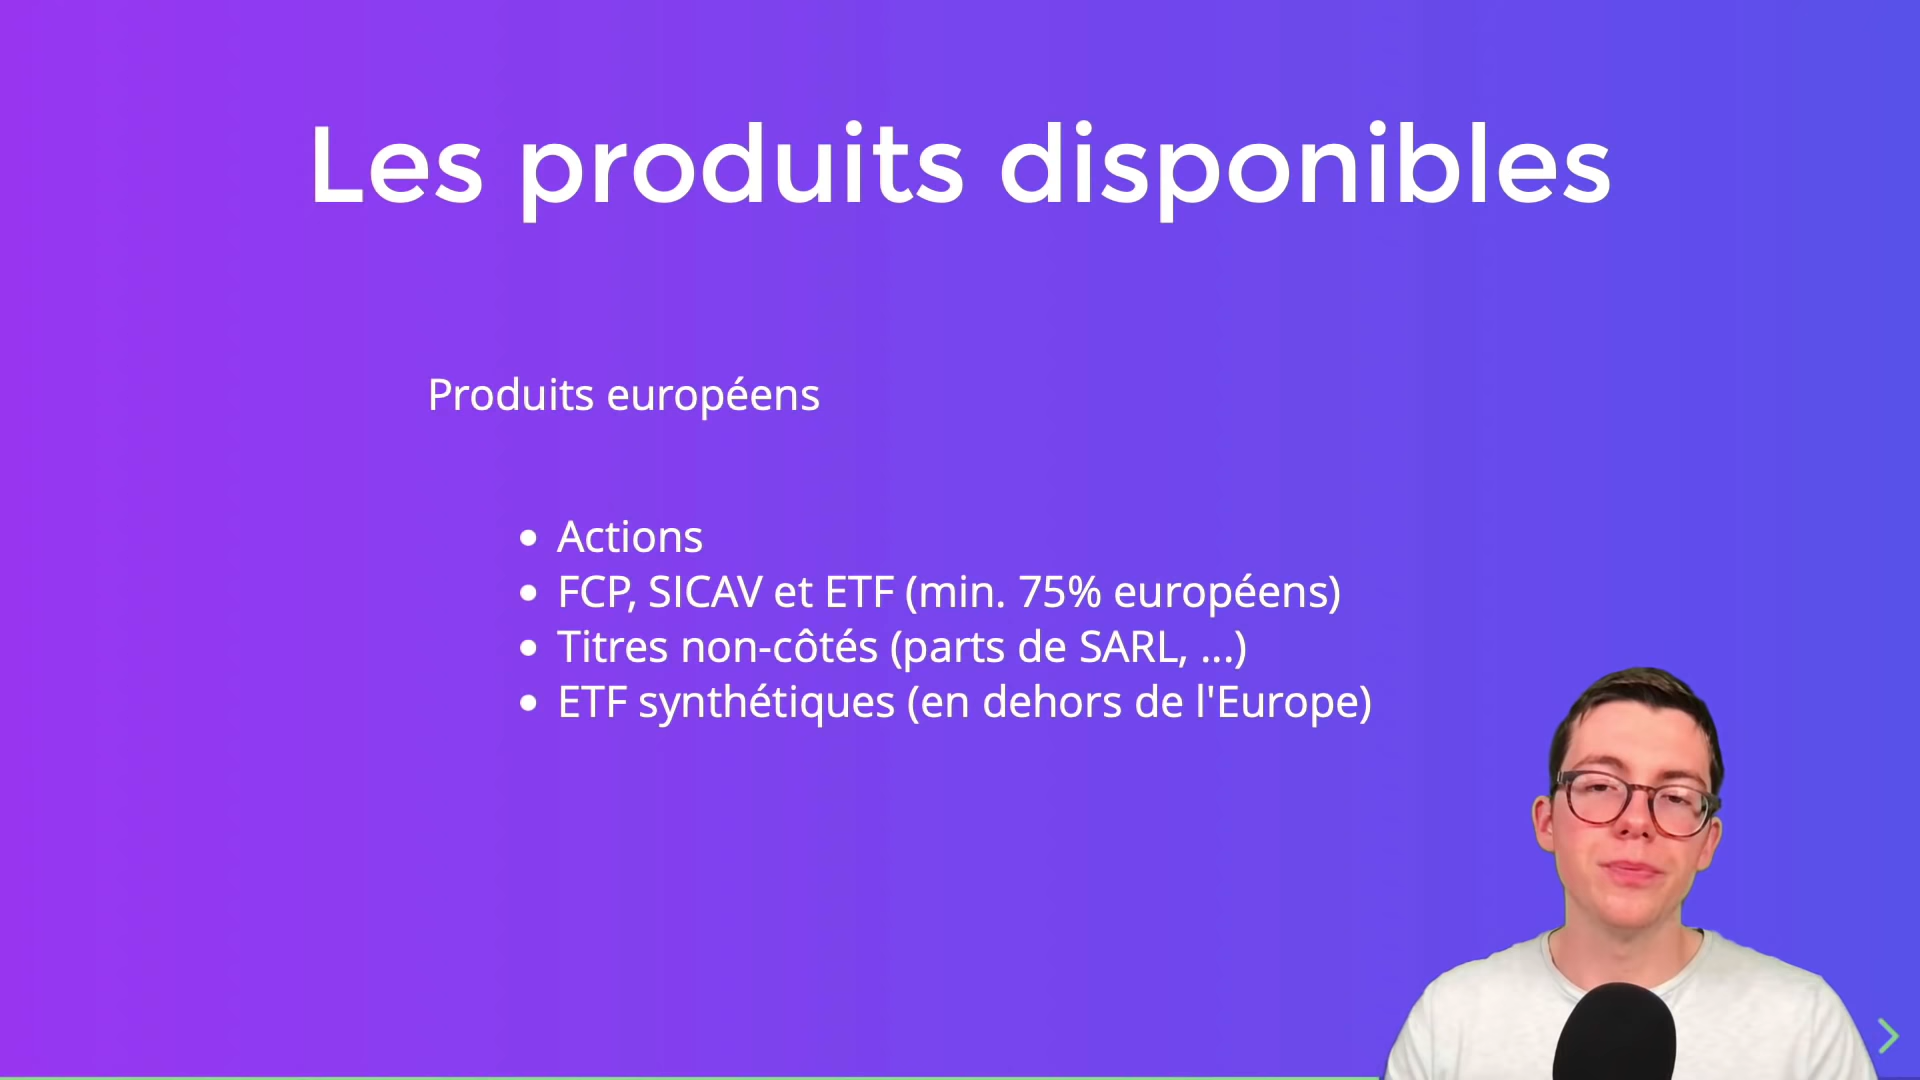 Les produits disponibles
Produits européens
• Actions
• FCP, SICAV et ETF (min. 75% européens)
• Titres non-côtés (parts de SARL, ...)
• ETF synthétiques (en dehors de l'Europe)